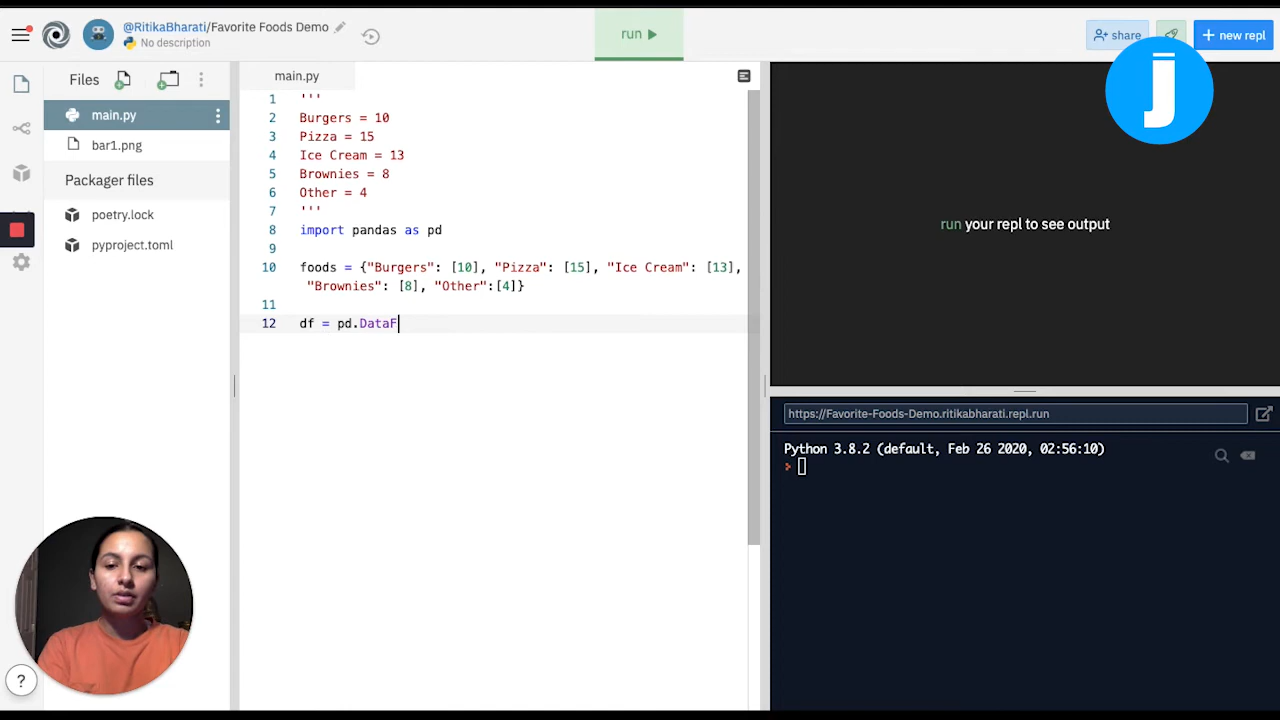 @RitikaBharati/Favorite Foods Demo
No description
run
share
+ new repl
J
Files
main.py
bar1.png
Packager files
poetry.lock
pyproject.toml
?
main.py
1 '''
2 Burgers = 10
3 Pizza = 15
4 Ice Cream = 13
5 Brownies = 8
6 Other = 4
7 '''
8 import pandas as pd
9
10 foods = {"Burgers": [10], "Pizza": [15], "Ice Cream": [13],
"Brownies": [8], "Other":[4]}
11
12 df = pd.DataF
run your repl to see output
https://Favorite-Foods-Demo.ritikabharati.repl.run
Python 3.8.2 (default, Feb 26 2020, 02:56:10)
>